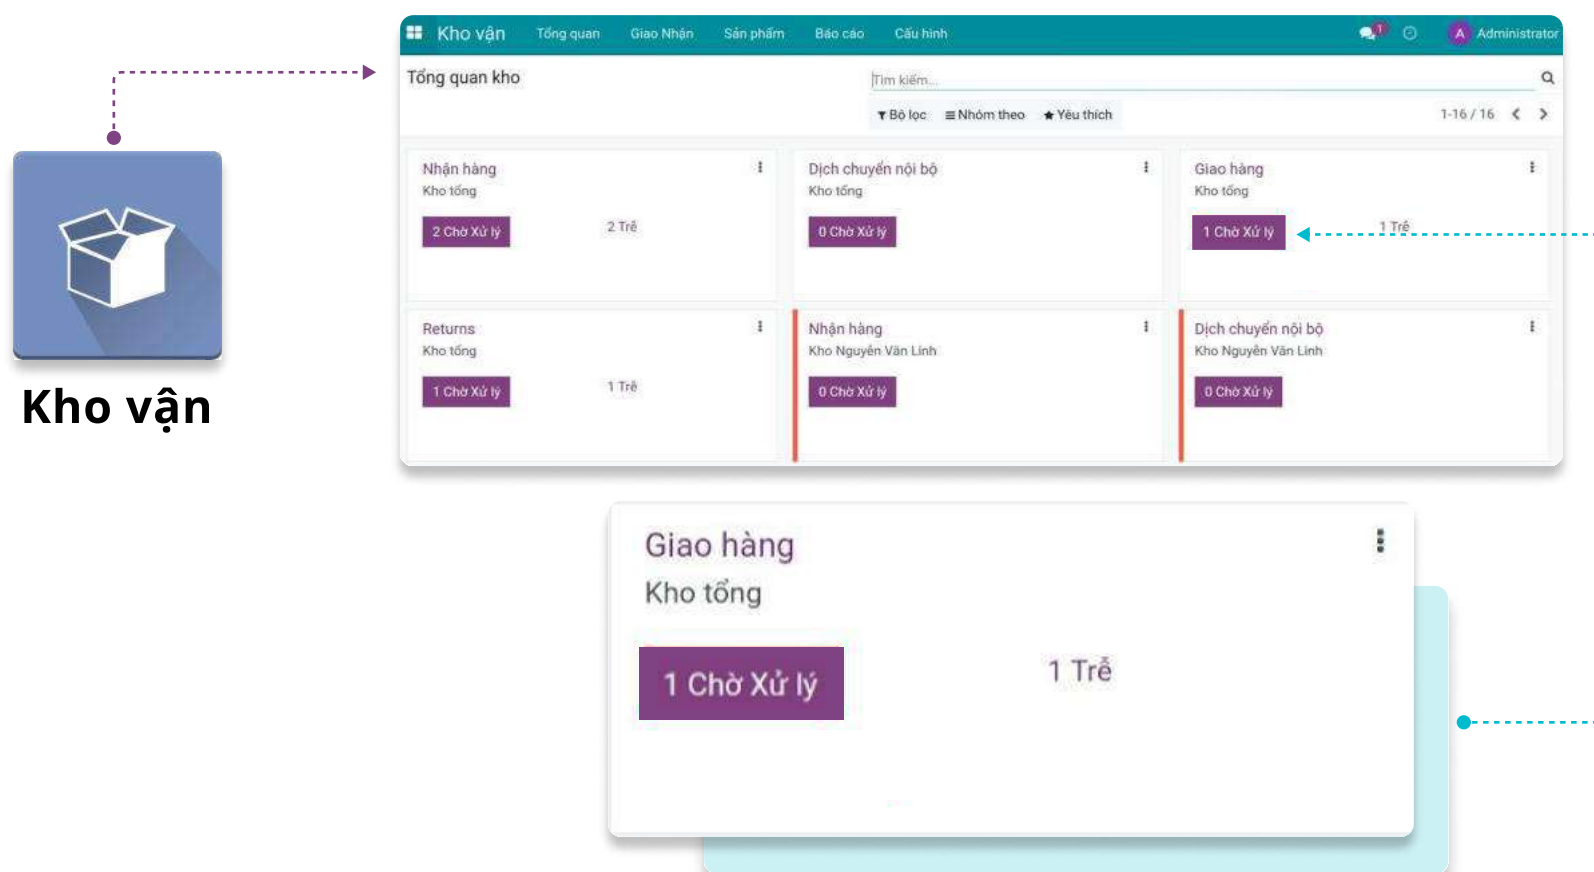 Kho vận Tổng quan Giao Nhận Sản phẩm Báo cáo Cấu hình 1 A Administrator
Tổng quan kho
Tìm kiếm...
Bộ lọc Nhóm theo Yêu thích 1-16 / 16
Nhận hàng
Kho tổng
2 Chờ Xử lý 2 Trễ
Dịch chuyển nội bộ
Kho tổng
0 Chờ Xử lý
Giao hàng
Kho tổng
1 Chờ Xử lý 1 Trễ
Returns
Kho tổng
1 Chờ Xử lý 1 Trễ
Nhận hàng
Kho Nguyễn Văn Linh
0 Chờ Xử lý
Dịch chuyển nội bộ
Kho Nguyễn Văn Linh
0 Chờ Xử lý
Kho vận
Giao hàng
Kho tổng
1 Chờ Xử lý 1 Trễ